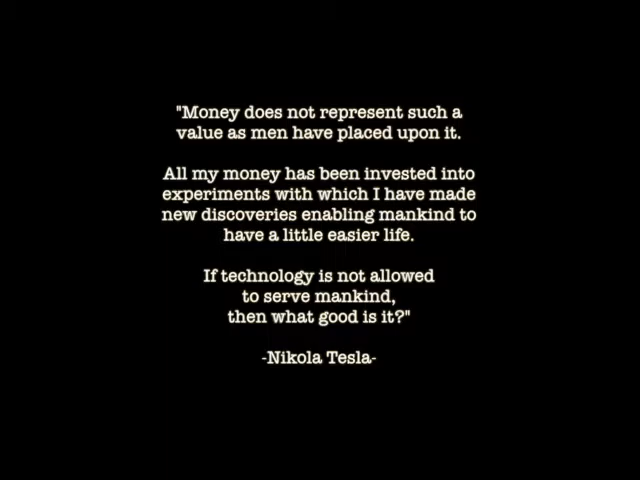 "Money does not represent such a
value as men have placed upon it.
All my money has been invested into
experiments with which I have made
new discoveries enabling mankind to
have a little easier life.
If technology is not allowed
to serve mankind,
then what good is it?"
-Nikola Tesla-